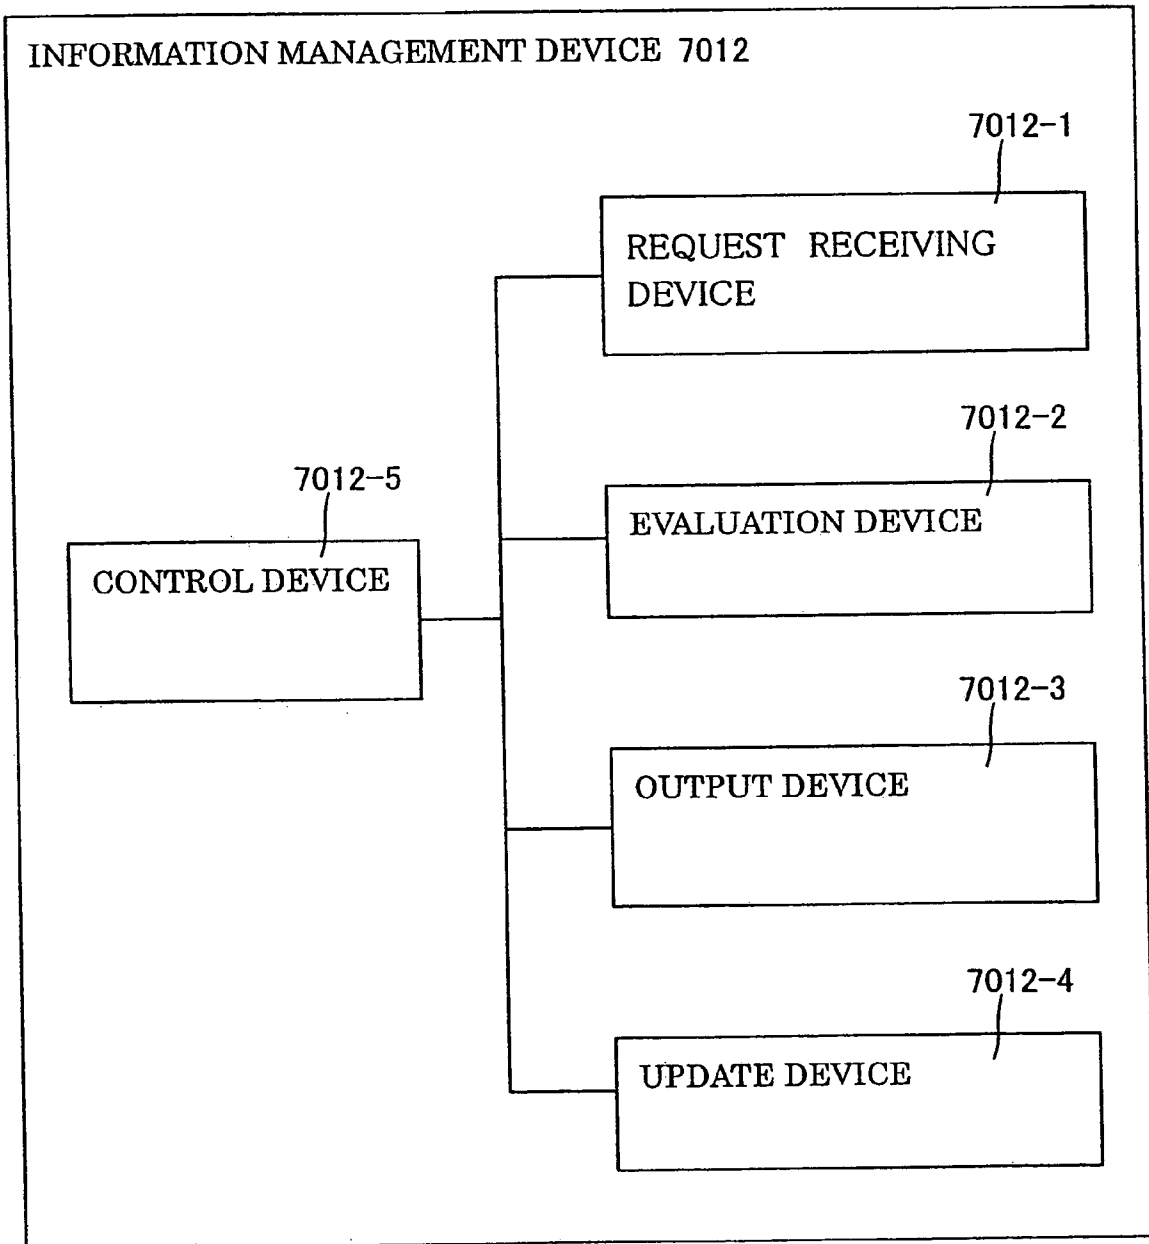 INFORMATION MANAGEMENT DEVICE 7012
7012-1
REQUEST RECEIVING
DEVICE
7012-2
EVALUATION DEVICE
7012-5
CONTROL DEVICE
7012-3
OUTPUT DEVICE
7012-4
UPDATE DEVICE